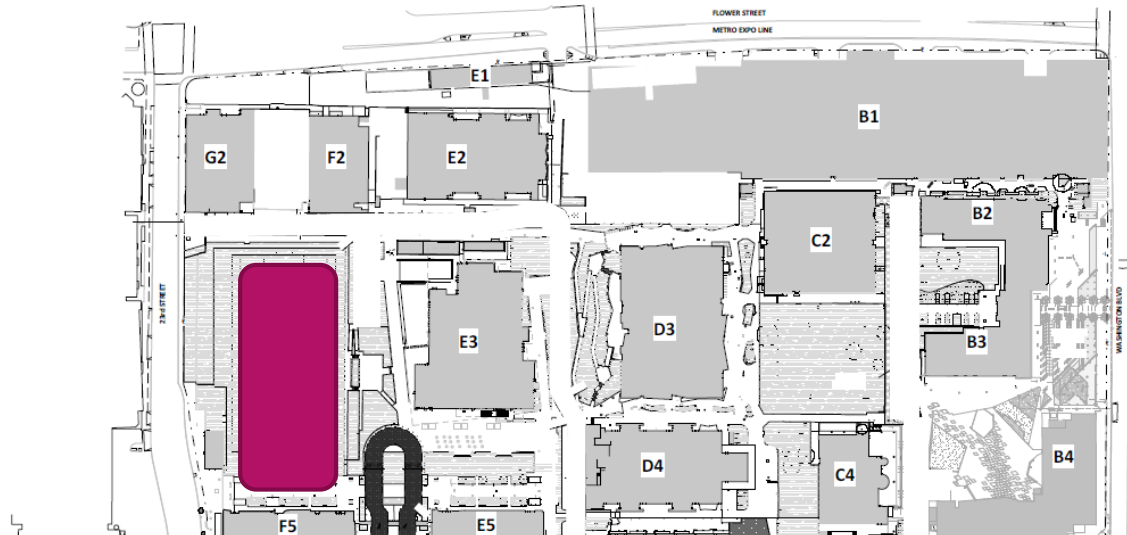 FLOWER STREET
METRO EXPO LINE
E1
B1
G2
F2
E2
B2
C2
23rd STREET
WASHINGTON BLVD
E3
D3
B3
D4
C4
B4
F5
E5